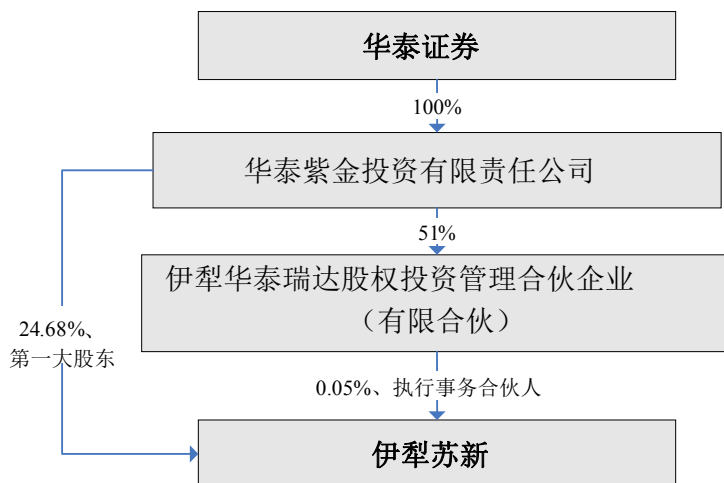 华泰证券
100%
华泰紫金投资有限责任公司
51%
伊犁华泰瑞达股权投资管理合伙企业
（有限合伙）
24.68%、
第一大股东
0.05%、执行事务合伙人
伊犁苏新